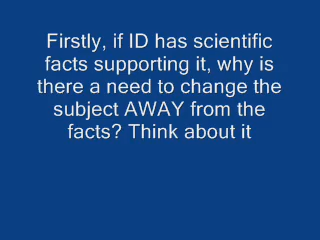 Firstly, if ID has scientific
facts supporting it, why is
there a need to change the
subject AWAY from the
facts? Think about it